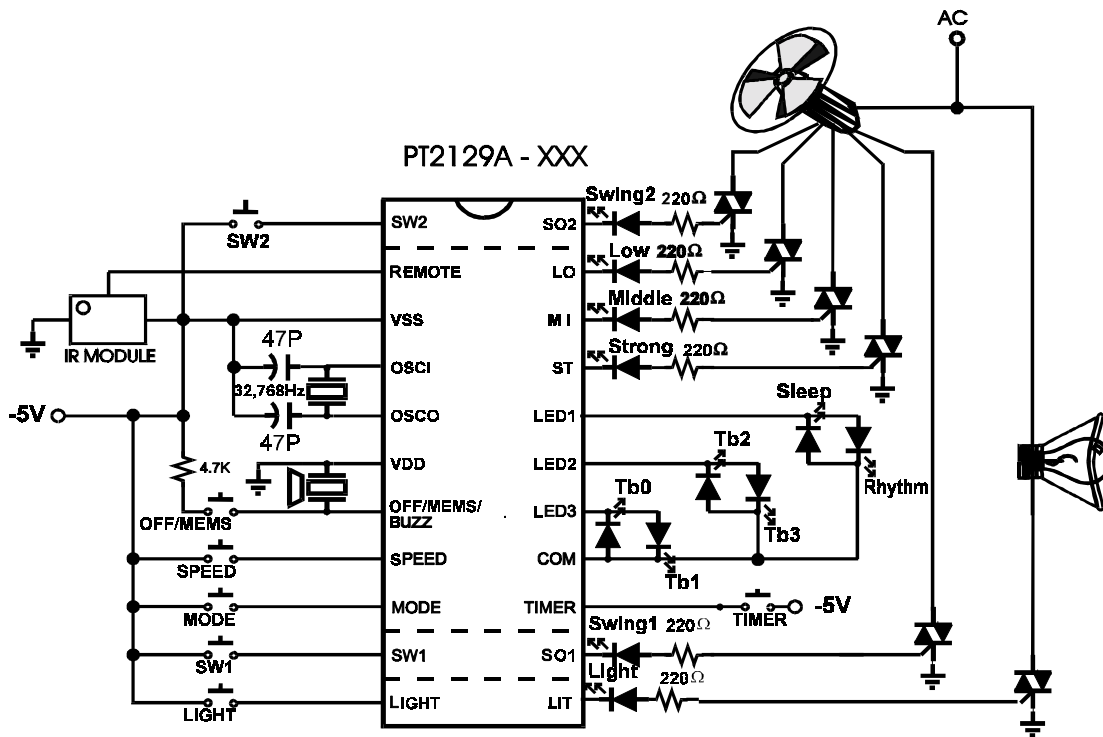 AC
PT2129A - XXX
SW2
SW2
REMOTE
IR MODULE
VSS
47P
OSCI
32,768Hz
-5V
OSCO
47P
VDD
4.7K
OFF/MEMS
OFF/MEMS/
BUZZ
SPEED
SPEED
MODE
MODE
SW1
SW1
LIGHT
LIGHT
Swing2 220Ω
SO2
Low 220Ω
LO
Middle 220Ω
MI
Strong 220Ω
ST
Sleep
LED1
Rhythm
Tb2
LED2
Tb3
Tb0
LED3
Tb1
COM
TIMER
TIMER
-5V
Swing1 220Ω
SO1
Light 220Ω
LIT